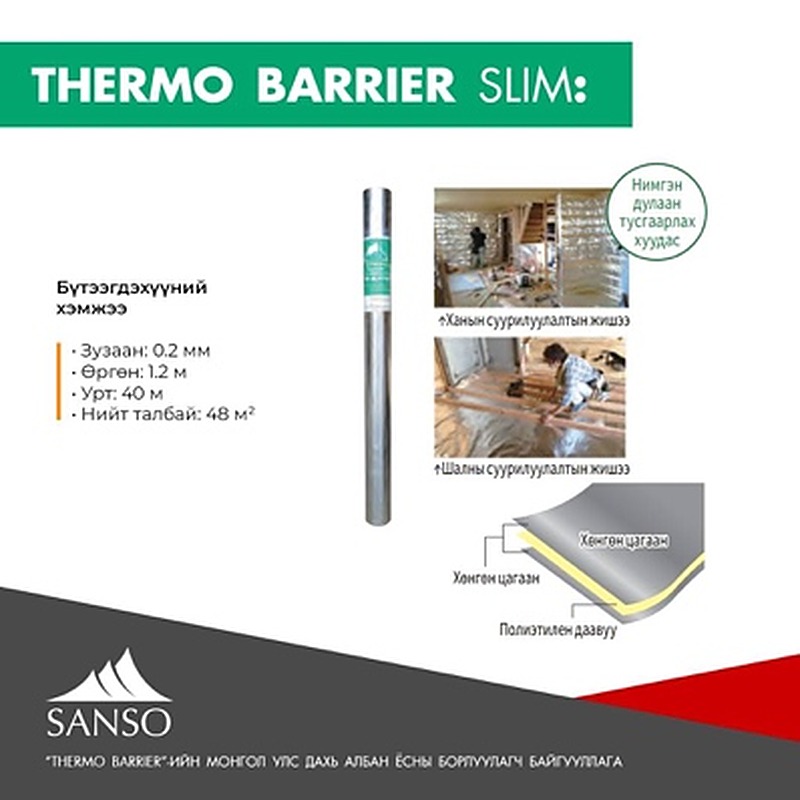 THERMO BARRIER SLIM:
Нимгэн
дулаан
тусгаарлах
хуудас
Бүтээгдэхүүний
хэмжээ
• Зузаан: 0.2 мм
• Өргөн: 1.2 м
• Урт: 40 м
• Нийт талбай: 48 м²
↑Ханын суурилуулалтын жишээ
↑Шалны суурилуулалтын жишээ
Хөнгөн цагаан
Хөнгөн цагаан
Полиэтилен даавуу
SANSO
"THERMO BARRIER"-ИЙН МОНГОЛ УЛС ДАХЬ АЛБАН ЁСНЫ БОРЛУУЛАГЧ БАЙГУУЛЛАГА